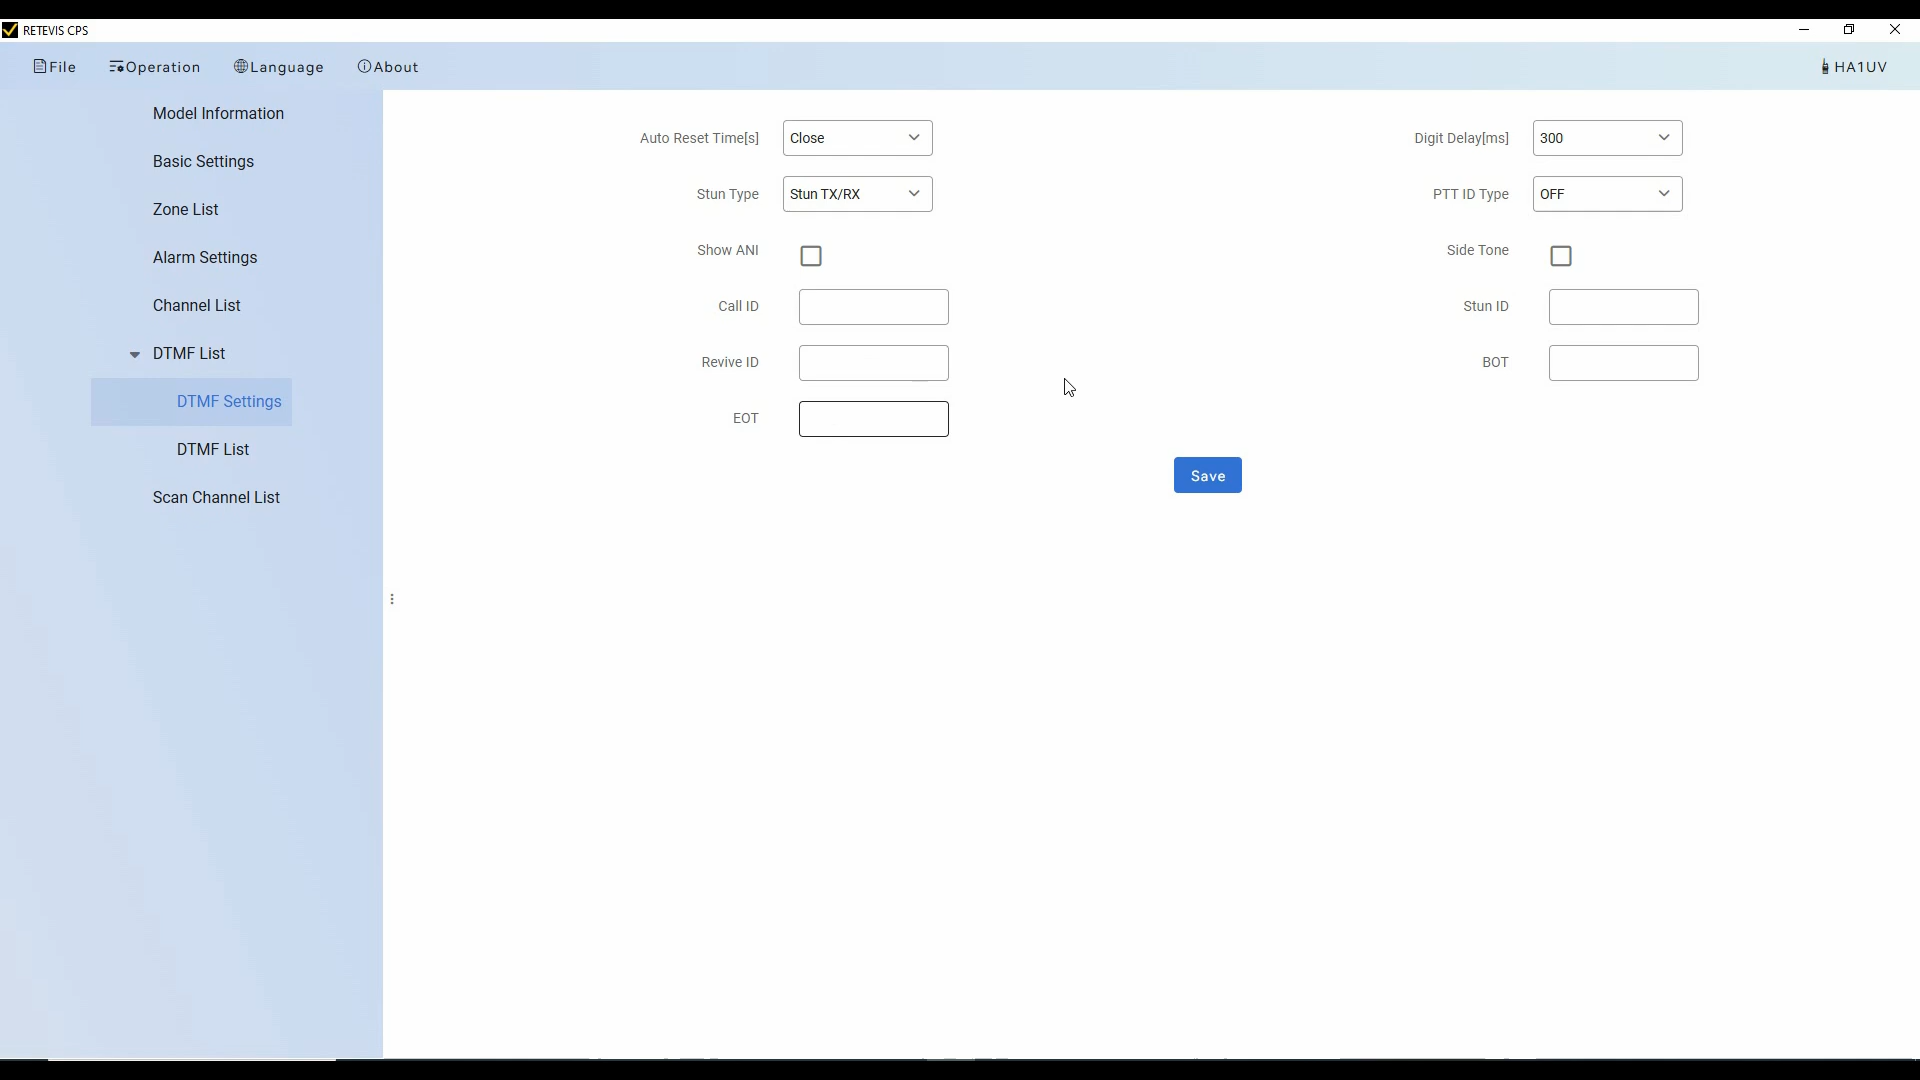 RETEVIS CPS
File Operation Language About HA1UV
Model Information
Basic Settings
Zone List
Alarm Settings
Channel List
DTMF List
DTMF Settings
DTMF List
Scan Channel List
Auto Reset Time[s] Close Digit Delay[ms] 300
Stun Type Stun TX/RX PTT ID Type OFF
Show ANI Side Tone
Call ID Stun ID
Revive ID BOT
EOT
Save